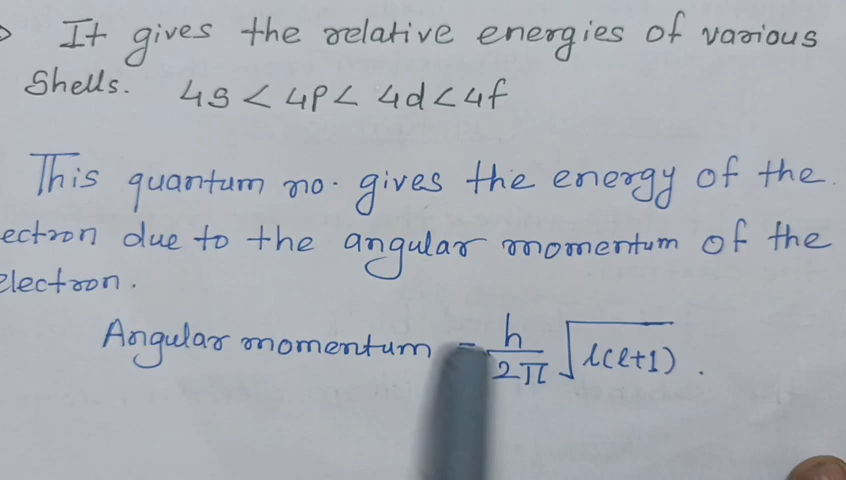 It gives the relative energies of various
Shells. 4s < 4p < 4d < 4f
This quantum no. gives the energy of the
ectron due to the angular momentum of the
electron.
Angular momentum = h/2π √l(l+1) .